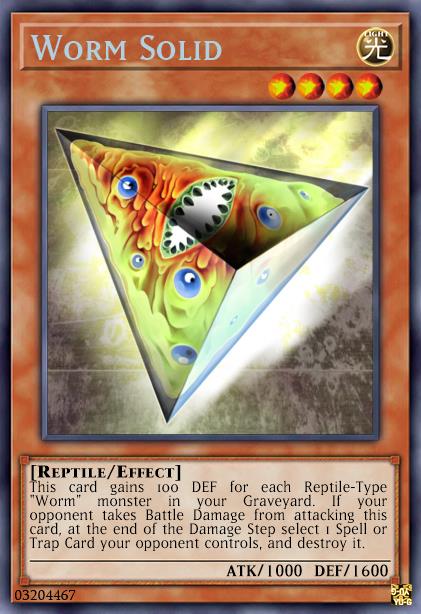 Worm Solid
LIGHT
光
[Reptile/Effect]
This card gains 100 DEF for each Reptile-Type
"Worm" monster in your Graveyard. If your
opponent takes Battle Damage from attacking this
card, at the end of the Damage Step select 1 Spell or
Trap Card your opponent controls, and destroy it.
ATK/1000 DEF/1600
03204467